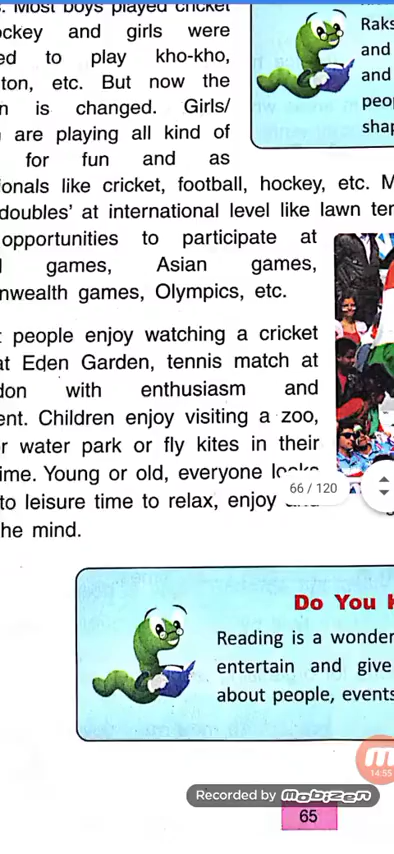 . Most boys played cricket
ockey and girls were
ed to play kho-kho,
ton, etc. But now the
n is changed. Girls/
are playing all kind of
for fun and as
ionals like cricket, football, hockey, etc. M
doubles' at international level like lawn ten
opportunities to participate at
l games, Asian games,
nwealth games, Olympics, etc.
t people enjoy watching a cricket
at Eden Garden, tennis match at
don with enthusiasm and
ent. Children enjoy visiting a zoo,
r water park or fly kites in their
ime. Young or old, everyone looks
to leisure time to relax, enjoy and
he mind.
Raks
and
and
peop
shap
66 / 120
Do You K
Reading is a wonder
entertain and give
about people, events
14:55
Recorded by mobizen
65